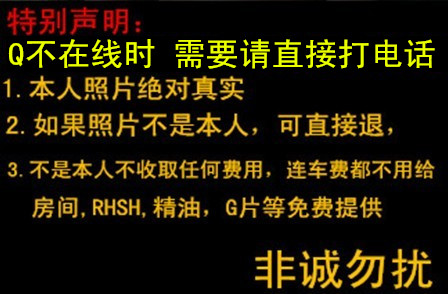 特别声明：
Q不在线时 需要请直接打电话
1.本人照片绝对真实
2.如果照片不是本人，可直接退，
3.不是本人不收取任何费用，连车费都不用给
房间,RHSH,精油，G片等免费提供
非诚勿扰